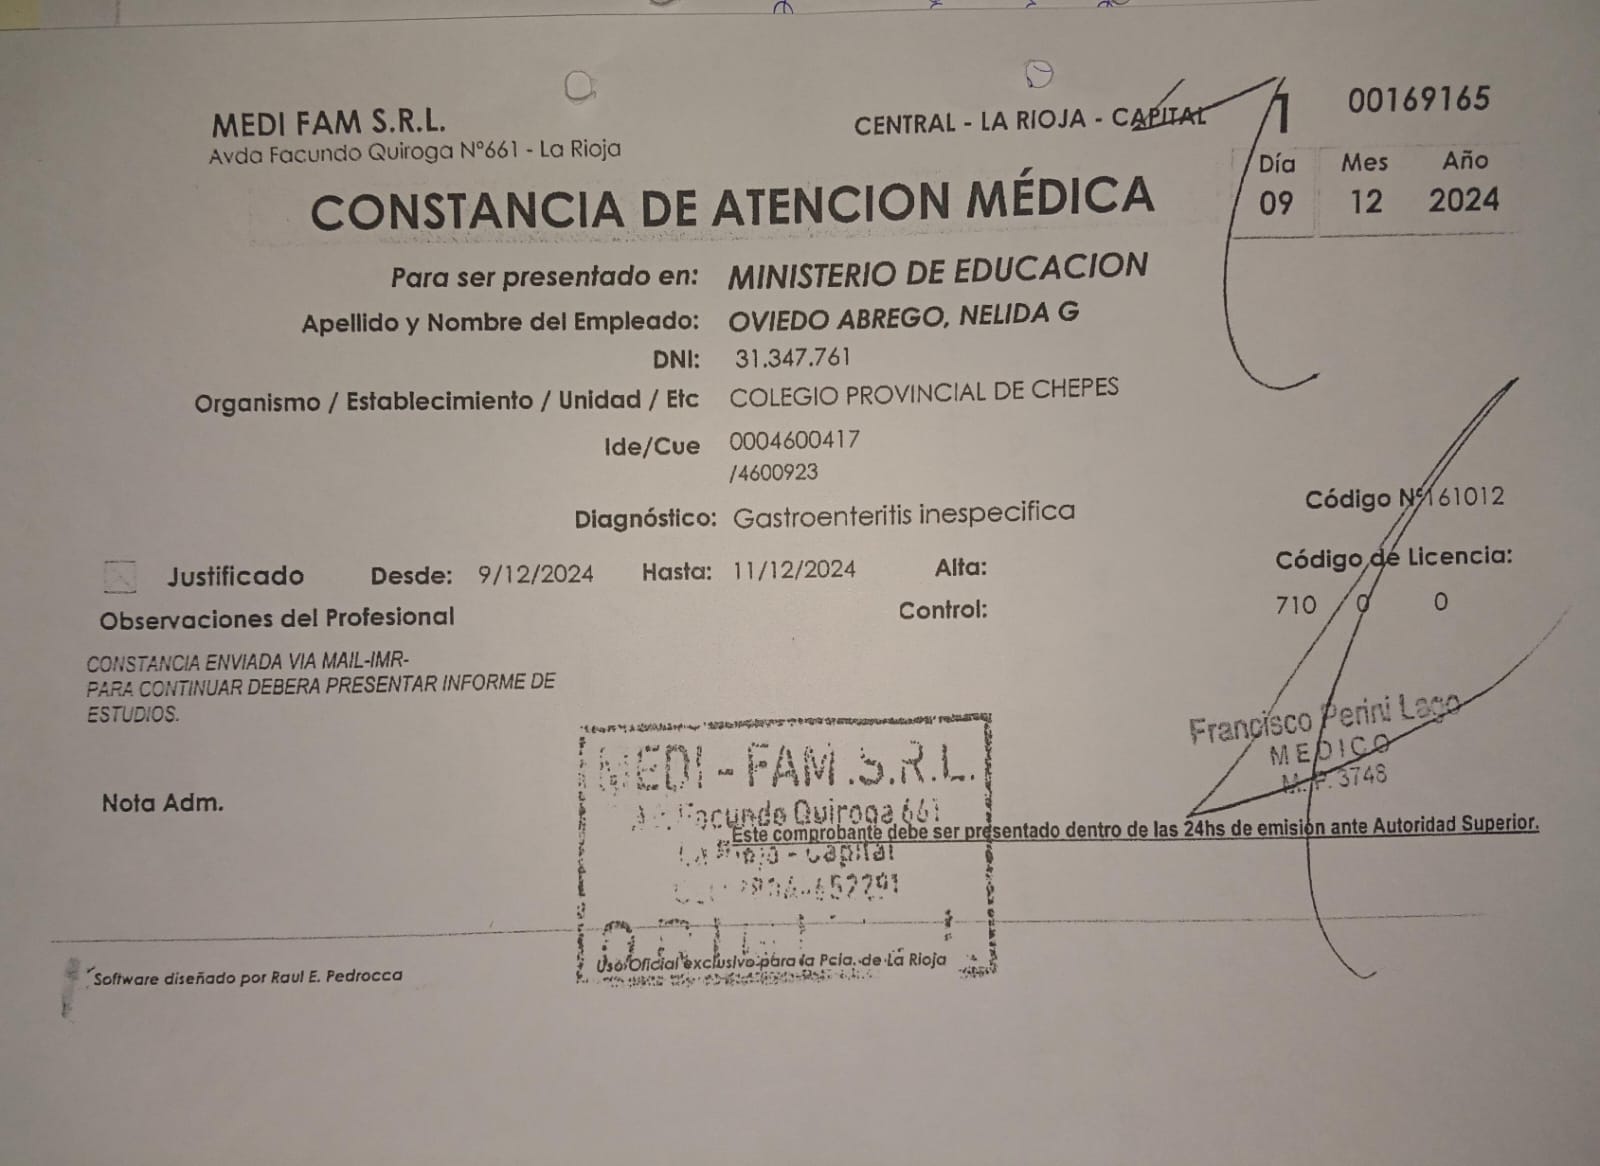 MEDI FAM S.R.L.
Avda Facundo Quiroga Nº661 - La Rioja
CENTRAL - LA RIOJA - CAPITAL
1
00169165
Día Mes Año
09 12 2024
CONSTANCIA DE ATENCION MÉDICA
Para ser presentado en: MINISTERIO DE EDUCACION
Apellido y Nombre del Empleado: OVIEDO ABREGO, NELIDA G
DNI: 31.347.761
Organismo / Establecimiento / Unidad / Etc COLEGIO PROVINCIAL DE CHEPES
Ide/Cue 0004600417
/4600923
Diagnóstico: Gastroenteritis inespecifica
Código Nº161012
Justificado Desde: 9/12/2024 Hasta: 11/12/2024 Alta:
Código de Licencia:
Observaciones del Profesional
Control:
710 0 0
CONSTANCIA ENVIADA VIA MAIL-IMR-
PARA CONTINUAR DEBERA PRESENTAR INFORME DE
ESTUDIOS.
Francisco Perini Lago
MEDICO
M.P. 3748
MEDI - FAM .S.R.L.
Facundo Quiroga 661
La Rioja - Capital
Nota Adm.
Este comprobante debe ser presentado dentro de las 24hs de emisión ante Autoridad Superior.
Uso Oficial exclusivo para la Pcia. de La Rioja
Software diseñado por Raul E. Pedrocca